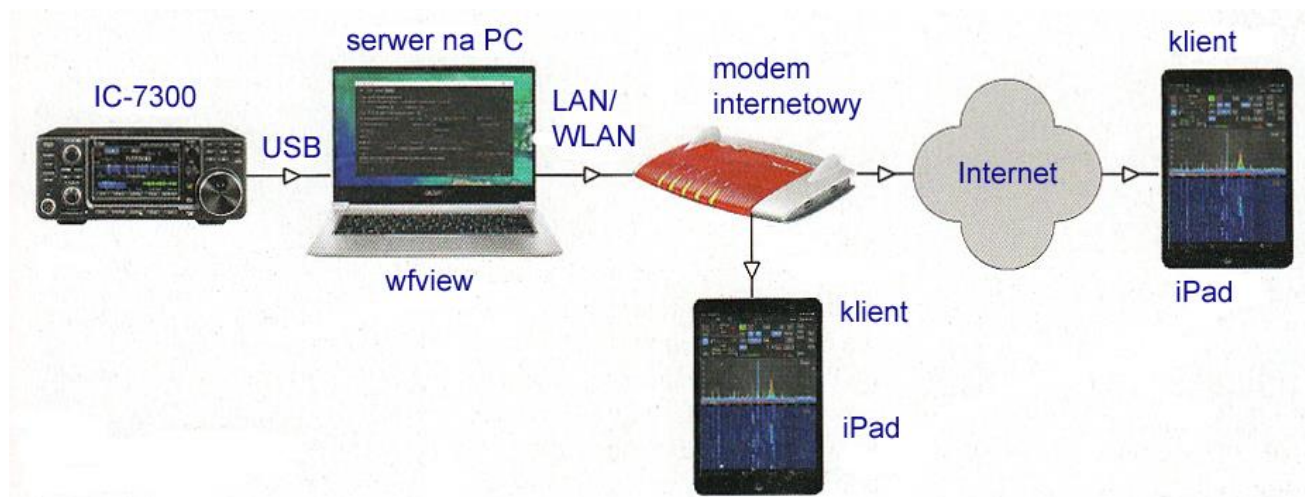 serwer na PC
klient
modem
internetowy
IC-7300
LAN/
WLAN
USB
Internet
wfview
iPad
klient
iPad